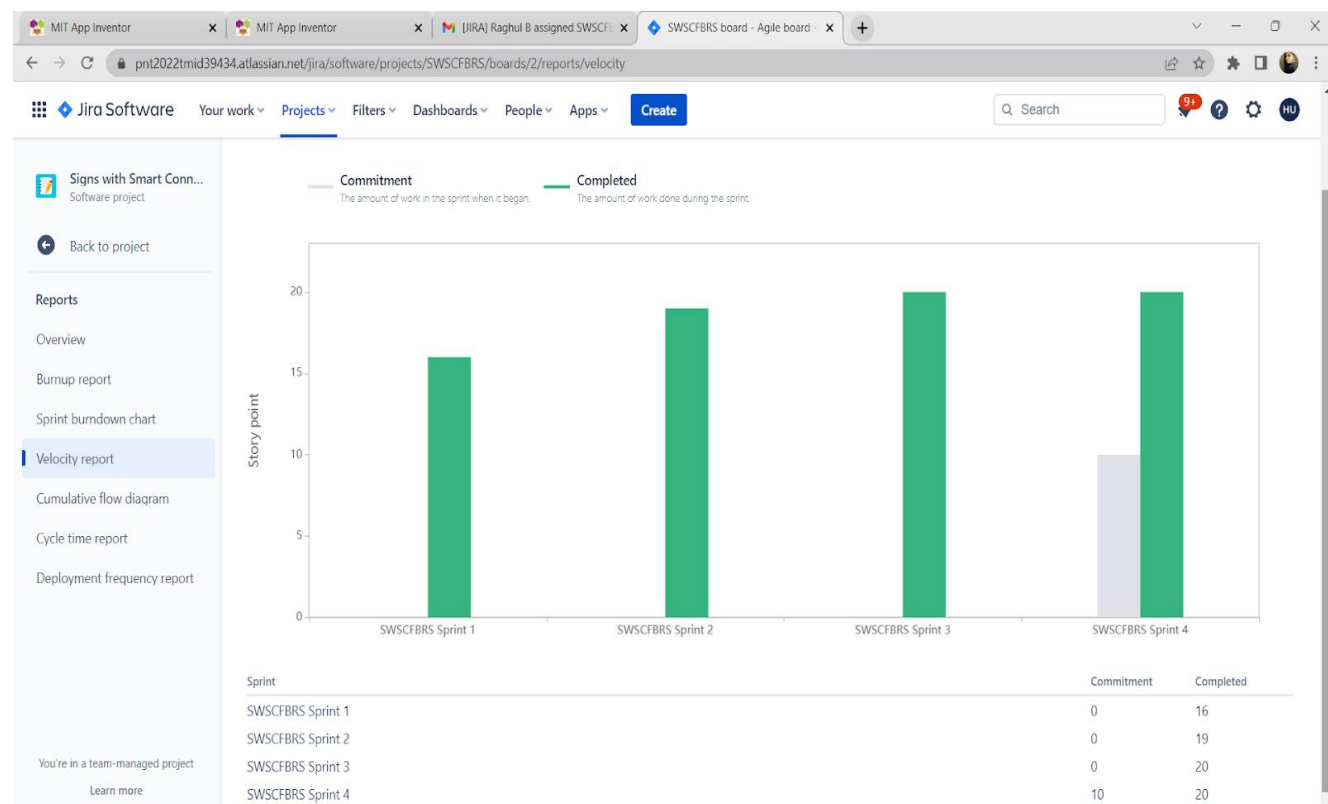 MIT App Inventor
MIT App Inventor
[JIRA] Raghul B assigned SWSCF
SWSCFBRS board - Agile board -
pnt2022tmid39434.atlassian.net/jira/software/projects/SWSCFBRS/boards/2/reports/velocity
Jira Software Your work Projects Filters Dashboards People Apps Create Search 9+ HU
Signs with Smart Conn...
Software project
Back to project
Reports
Overview
Burnup report
Sprint burndown chart
Velocity report
Cumulative flow diagram
Cycle time report
Deployment frequency report
You're in a team-managed project
Learn more
Commitment
The amount of work in the sprint when it began.
Completed
The amount of work done during the sprint.
Story point
20
15
10
5
0
SWSCFBRS Sprint 1 SWSCFBRS Sprint 2 SWSCFBRS Sprint 3 SWSCFBRS Sprint 4
Sprint Commitment Completed
SWSCFBRS Sprint 1 0 16
SWSCFBRS Sprint 2 0 19
SWSCFBRS Sprint 3 0 20
SWSCFBRS Sprint 4 10 20